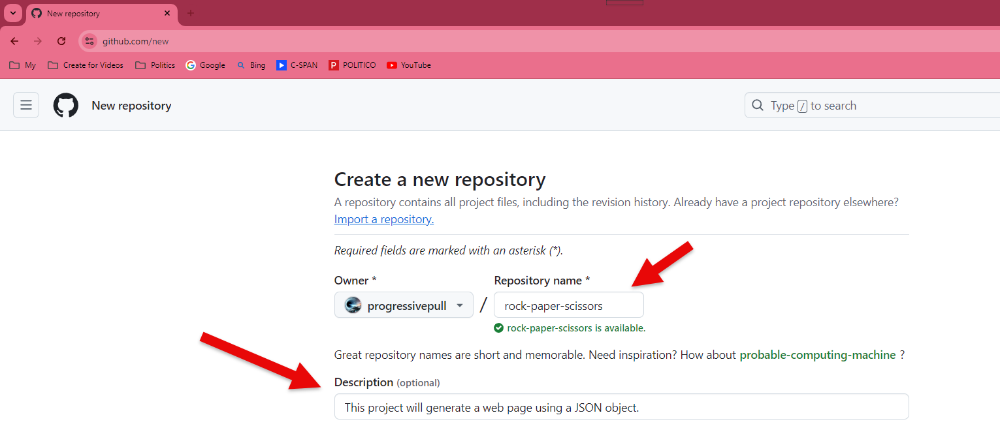 New repository
github.com/new
My Create for Videos Politics Google Bing C-SPAN POLITICO YouTube
New repository Type / to search
Create a new repository
A repository contains all project files, including the revision history. Already have a project repository elsewhere?
Import a repository.
Required fields are marked with an asterisk (*).
Owner * Repository name *
progressivepull / rock-paper-scissors
rock-paper-scissors is available.
Great repository names are short and memorable. Need inspiration? How about probable-computing-machine ?
Description (optional)
This project will generate a web page using a JSON object.